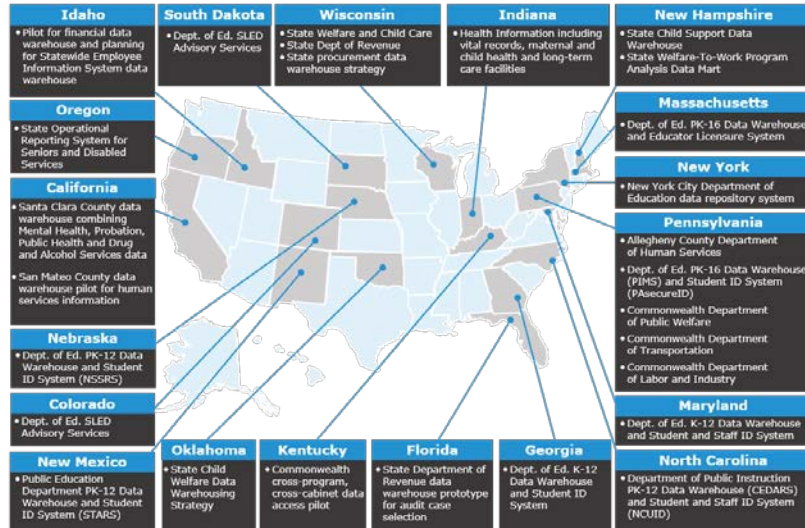 Idaho
• Pilot for financial data
warehouse and planning
for Statewide Employee
Information System data
warehouse
South Dakota
• Dept. of Ed. SLED
Advisory Services
Wisconsin
• State Welfare and Child Care
• State Dept of Revenue
• State procurement data
warehouse strategy
Indiana
• Health Information including
vital records, maternal and
child health and long-term
care facilities
New Hampshire
• State Child Support Data
Warehouse
• State Welfare-To-Work Program
Analysis Data Mart
Oregon
• State Operational
Reporting System for
Seniors and Disabled
Services
Massachusetts
• Dept. of Ed. PK-16 Data Warehouse
and Educator Licensure System
New York
• New York City Department of
Education data repository system
California
• Santa Clara County data
warehouse combining
Mental Health, Probation,
Public Health and Drug
and Alcohol Services data
• San Mateo County data
warehouse pilot for human
services information
Pennsylvania
• Allegheny County Department
of Human Services
• Dept. of Ed. PK-16 Data Warehouse
(PIMS) and Student ID System
(PAsecureID)
• Commonwealth Department
of Public Welfare
• Commonwealth Department
of Transportation
• Commonwealth Department
of Labor and Industry
Nebraska
• Dept. of Ed. PK-12 Data
Warehouse and Student
ID System (NSSRS)
Colorado
• Dept. of Ed. SLED
Advisory Services
Maryland
• Dept. of Ed. K-12 Data Warehouse
and Student and Staff ID System
New Mexico
• Public Education
Department PK-12 Data
Warehouse and Student
ID System (STARS)
Oklahoma
• State Child
Welfare Data
Warehousing
Strategy
Kentucky
• Commonwealth
cross-program,
cross-cabinet data
access pilot
Florida
• State Department of
Revenue data
warehouse prototype
for audit case
selection
Georgia
• Dept. of Ed. K-12
Data Warehouse
and Student ID
System
North Carolina
• Department of Public Instruction
PK-12 Data Warehouse (CEDARS)
and Student and Staff ID System
(NCUID)